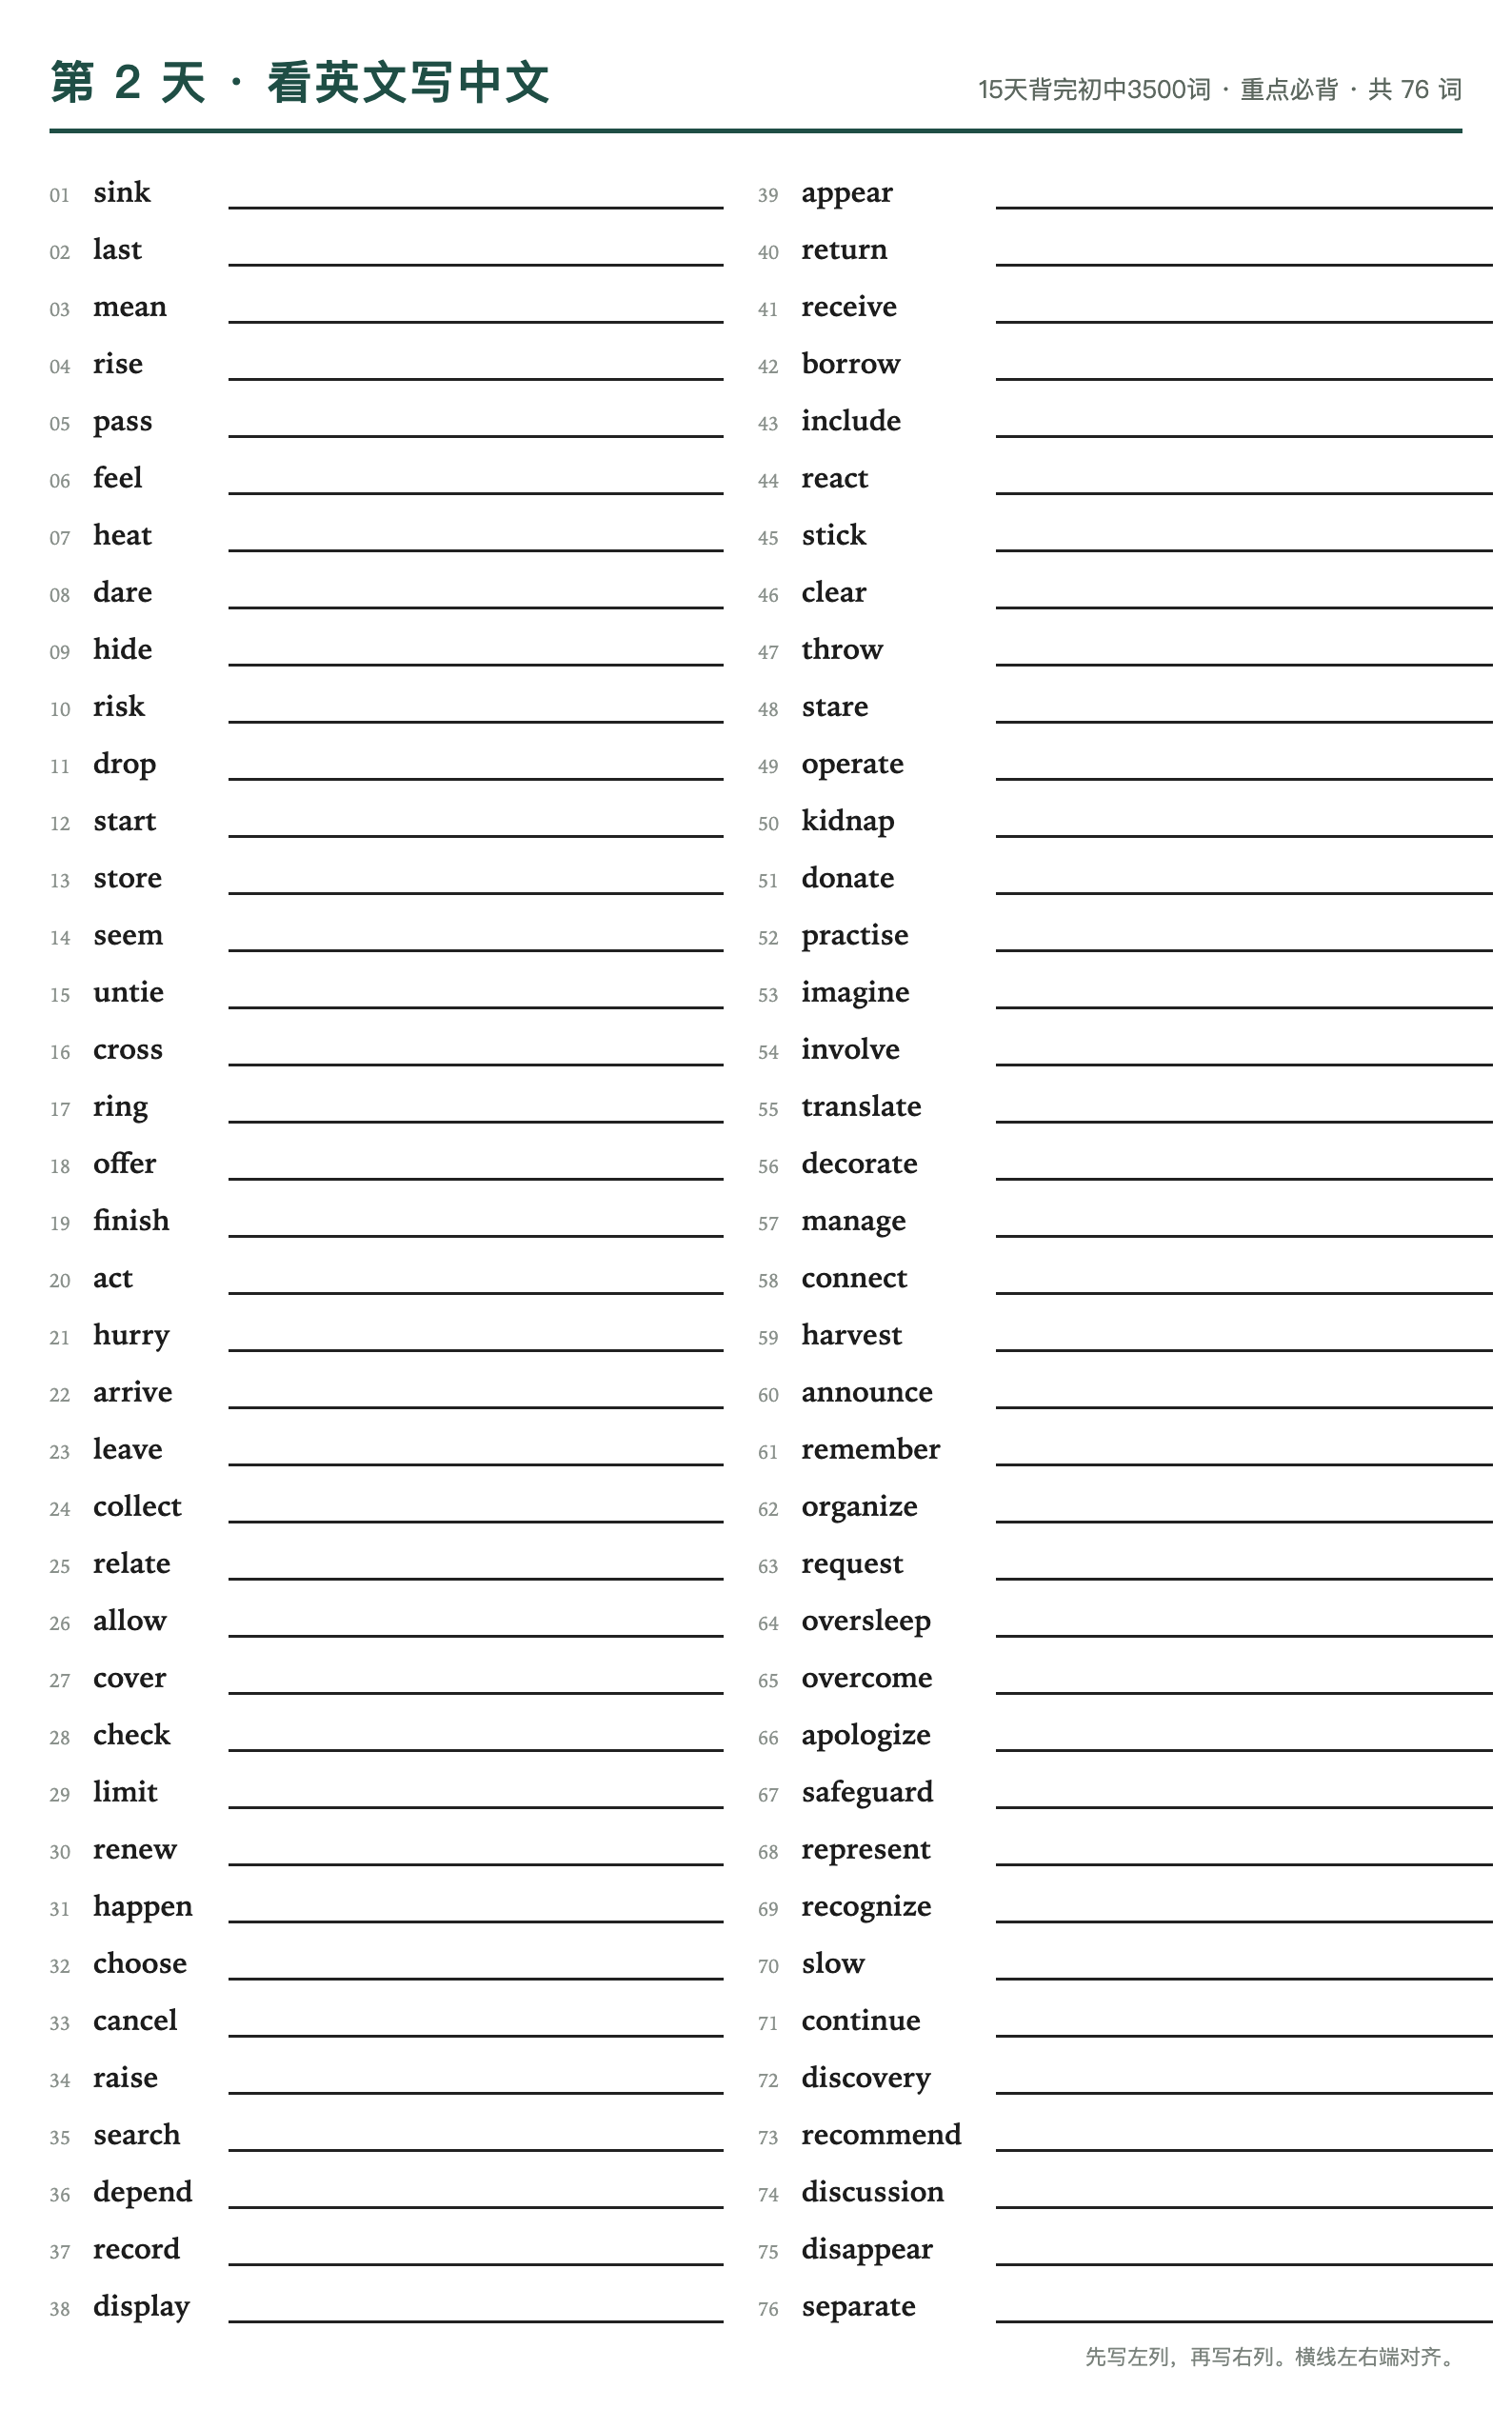 第 2 天 · 看英文写中文
15天背完初中3500词 · 重点必背 · 共 76 词
01 sink
02 last
03 mean
04 rise
05 pass
06 feel
07 heat
08 dare
09 hide
10 risk
11 drop
12 start
13 store
14 seem
15 untie
16 cross
17 ring
18 offer
19 finish
20 act
21 hurry
22 arrive
23 leave
24 collect
25 relate
26 allow
27 cover
28 check
29 limit
30 renew
31 happen
32 choose
33 cancel
34 raise
35 search
36 depend
37 record
38 display
39 appear
40 return
41 receive
42 borrow
43 include
44 react
45 stick
46 clear
47 throw
48 stare
49 operate
50 kidnap
51 donate
52 practise
53 imagine
54 involve
55 translate
56 decorate
57 manage
58 connect
59 harvest
60 announce
61 remember
62 organize
63 request
64 oversleep
65 overcome
66 apologize
67 safeguard
68 represent
69 recognize
70 slow
71 continue
72 discovery
73 recommend
74 discussion
75 disappear
76 separate
先写左列，再写右列。横线左右端对齐。